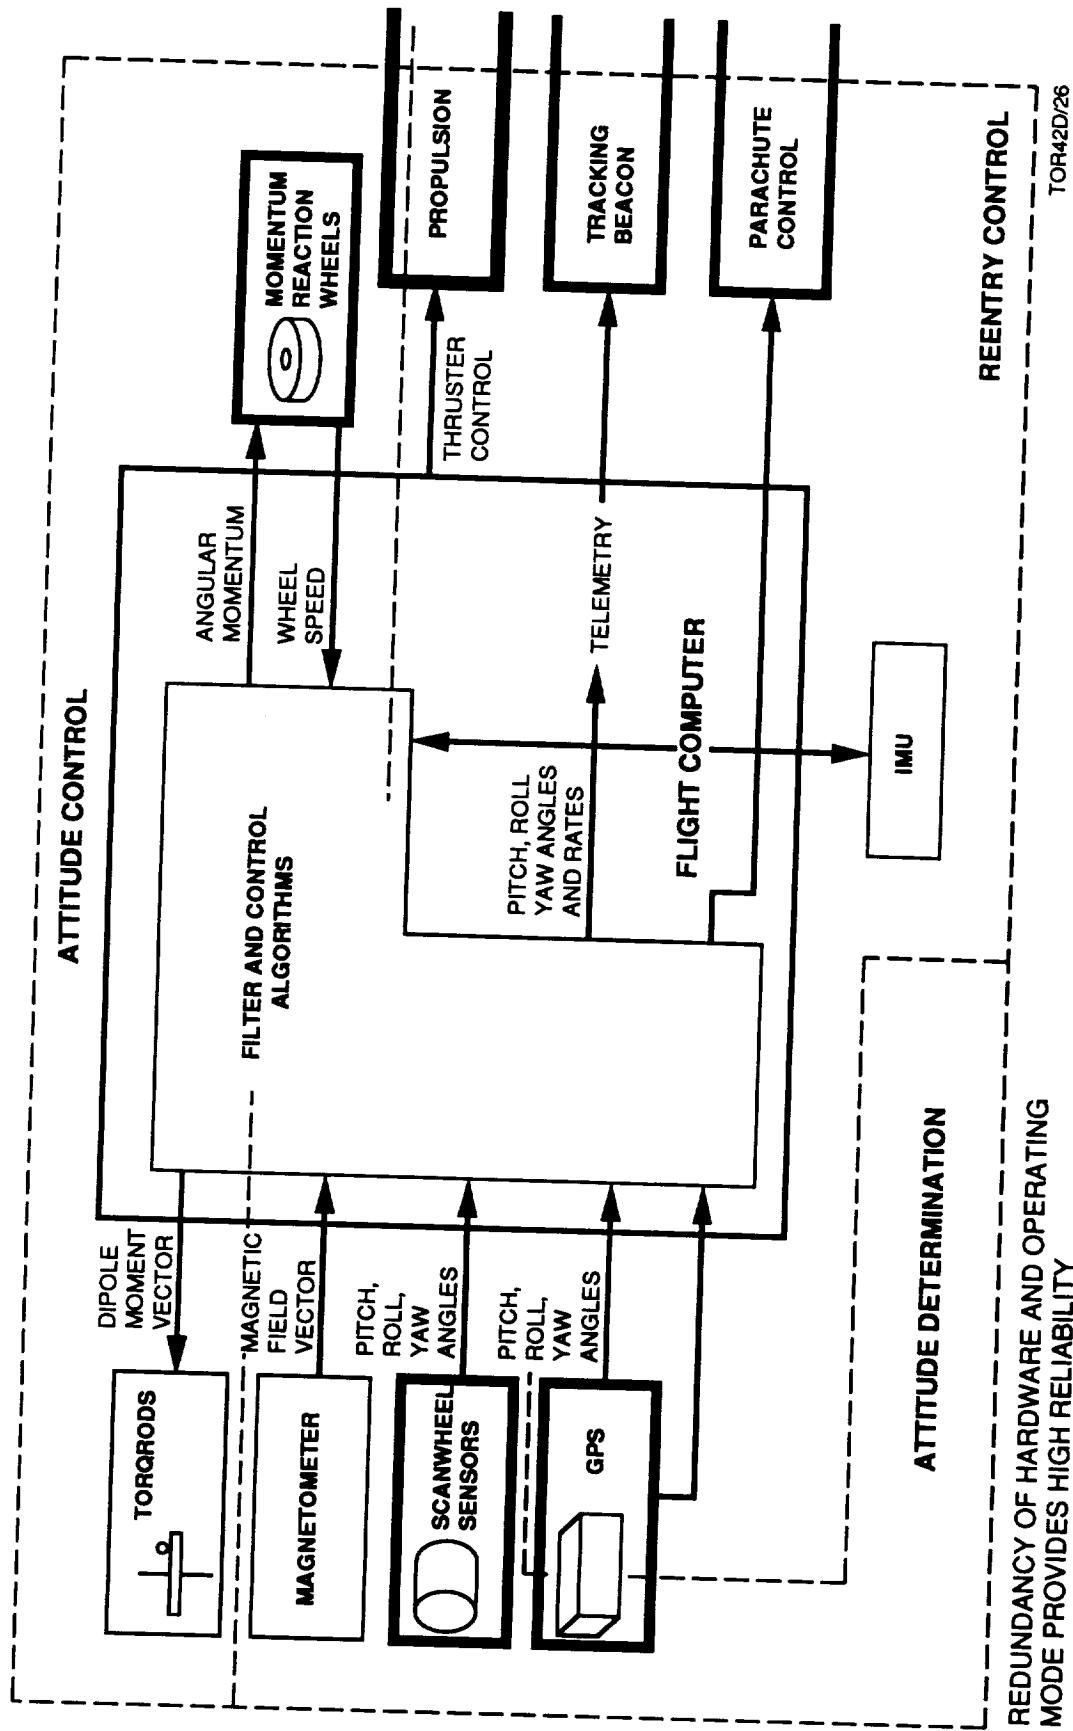 ATTITUDE CONTROL
TORQRODS
DIPOLE
MOMENT
VECTOR
MAGNETOMETER
MAGNETIC
FIELD
VECTOR
SCANWHEEL
SENSORS
PITCH,
ROLL,
YAW
ANGLES
GPS
PITCH,
ROLL,
YAW
ANGLES
FILTER AND CONTROL
ALGORITHMS
ANGULAR
MOMENTUM
WHEEL
SPEED
MOMENTUM
REACTION
WHEELS
THRUSTER
CONTROL
PROPULSION
PITCH, ROLL
YAW ANGLES
AND RATES
TELEMETRY
TRACKING
BEACON
FLIGHT COMPUTER
PARACHUTE
CONTROL
IMU
ATTITUDE DETERMINATION
REENTRY CONTROL
REDUNDANCY OF HARDWARE AND OPERATING
MODE PROVIDES HIGH RELIABILITY
TOR42D/26